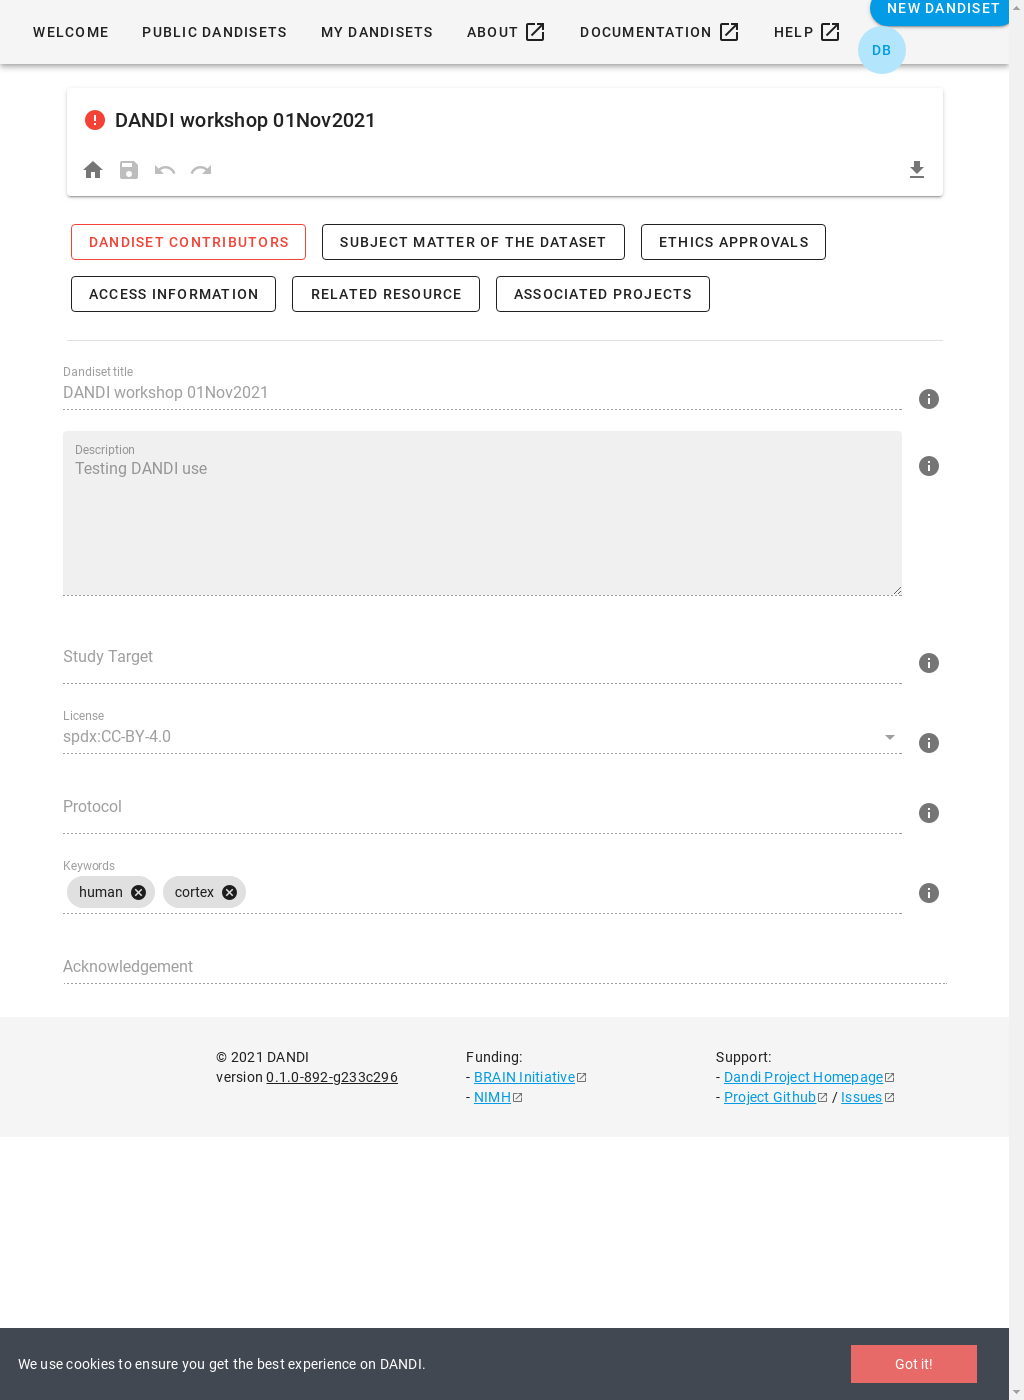 WELCOME PUBLIC DANDISETS MY DANDISETS ABOUT DOCUMENTATION HELP NEW DANDISET
DB
DANDI workshop 01Nov2021
DANDISET CONTRIBUTORS SUBJECT MATTER OF THE DATASET ETHICS APPROVALS
ACCESS INFORMATION RELATED RESOURCE ASSOCIATED PROJECTS
Dandiset title
DANDI workshop 01Nov2021
Description
Testing DANDI use
Study Target
License
spdx:CC-BY-4.0
Protocol
Keywords
human cortex
Acknowledgement
© 2021 DANDI
version 0.1.0-892-g233c296
Funding:
- BRAIN Initiative
- NIMH
Support:
- Dandi Project Homepage
- Project Github / Issues
We use cookies to ensure you get the best experience on DANDI.
Got it!